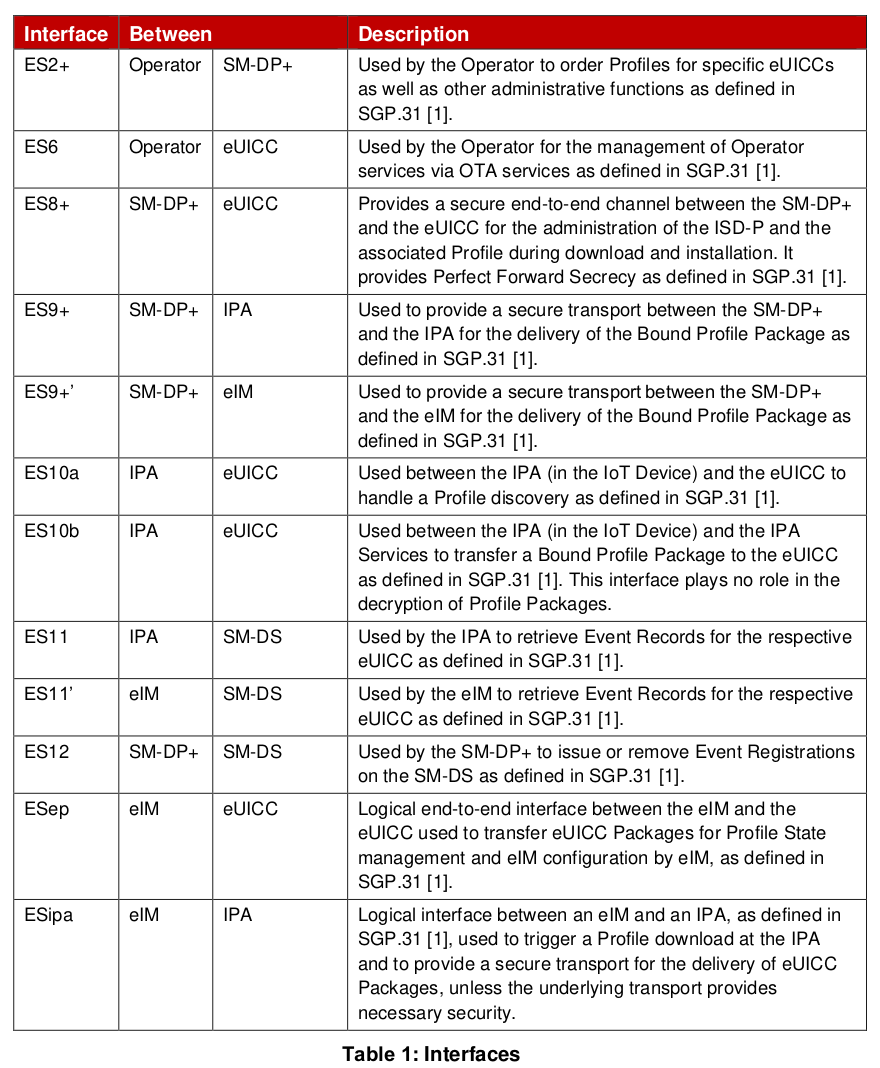 Interface Between Description
ES2+ Operator SM-DP+ Used by the Operator to order Profiles for specific eUICCs
as well as other administrative functions as defined in
SGP.31 [1].
ES6 Operator eUICC Used by the Operator for the management of Operator
services via OTA services as defined in SGP.31 [1].
ES8+ SM-DP+ eUICC Provides a secure end-to-end channel between the SM-DP+
and the eUICC for the administration of the ISD-P and the
associated Profile during download and installation. It
provides Perfect Forward Secrecy as defined in SGP.31 [1].
ES9+ SM-DP+ IPA Used to provide a secure transport between the SM-DP+
and the IPA for the delivery of the Bound Profile Package as
defined in SGP.31 [1].
ES9+’ SM-DP+ eIM Used to provide a secure transport between the SM-DP+
and the eIM for the delivery of the Bound Profile Package as
defined in SGP.31 [1].
ES10a IPA eUICC Used between the IPA (in the IoT Device) and the eUICC to
handle a Profile discovery as defined in SGP.31 [1].
ES10b IPA eUICC Used between the IPA (in the IoT Device) and the IPA
Services to transfer a Bound Profile Package to the eUICC
as defined in SGP.31 [1]. This interface plays no role in the
decryption of Profile Packages.
ES11 IPA SM-DS Used by the IPA to retrieve Event Records for the respective
eUICC as defined in SGP.31 [1].
ES11’ eIM SM-DS Used by the eIM to retrieve Event Records for the respective
eUICC as defined in SGP.31 [1].
ES12 SM-DP+ SM-DS Used by the SM-DP+ to issue or remove Event Registrations
on the SM-DS as defined in SGP.31 [1].
ESep eIM eUICC Logical end-to-end interface between the eIM and the
eUICC used to transfer eUICC Packages for Profile State
management and eIM configuration by eIM, as defined in
SGP.31 [1].
ESipa eIM IPA Logical interface between an eIM and an IPA, as defined in
SGP.31 [1], used to trigger a Profile download at the IPA
and to provide a secure transport for the delivery of eUICC
Packages, unless the underlying transport provides
necessary security.
Table 1: Interfaces